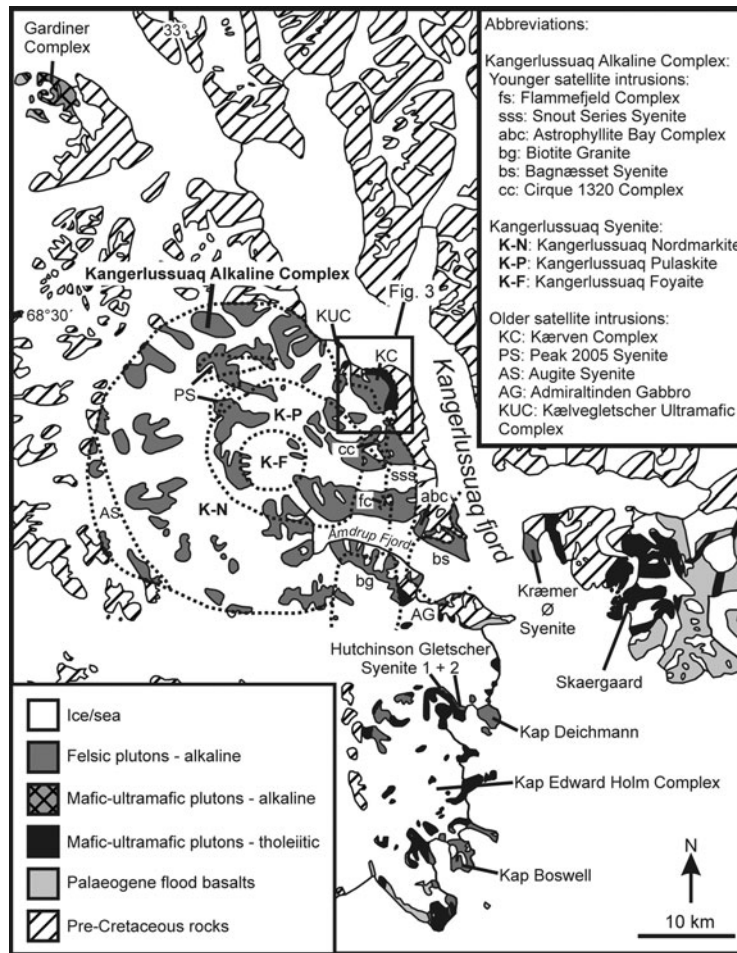 Gardiner
Complex
33°
Abbreviations:
Kangerlussuaq Alkaline Complex:
Younger satellite intrusions:
fs: Flammefjeld Complex
sss: Snout Series Syenite
abc: Astrophyllite Bay Complex
bg: Biotite Granite
bs: Bagnæsset Syenite
cc: Cirque 1320 Complex
Kangerlussuaq Syenite:
K-N: Kangerlussuaq Nordmarkite
K-P: Kangerlussuaq Pulaskite
K-F: Kangerlussuaq Foyaite
Older satellite intrusions:
KC: Kærven Complex
PS: Peak 2005 Syenite
AS: Augite Syenite
AG: Admiraltinden Gabbro
KUC: Kælvegletscher Ultramafic
Complex
Kangerlussuaq Alkaline Complex
68°30´
Fig. 3
KUC
KC
PS
K-P
K-F
K-N
AS
cc
sss
fc
abc
Amdrup Fjord
bs
bg
AG
Kangerlussuaq fjord
Kræmer
Ø
Syenite
Skaergaard
Hutchinson Gletscher
Syenite 1 + 2
Kap Deichmann
Kap Edward Holm Complex
Kap Boswell
Ice/sea
Felsic plutons - alkaline
Mafic-ultramafic plutons - alkaline
Mafic-ultramafic plutons - tholeiitic
Palaeogene flood basalts
Pre-Cretaceous rocks
N
10 km